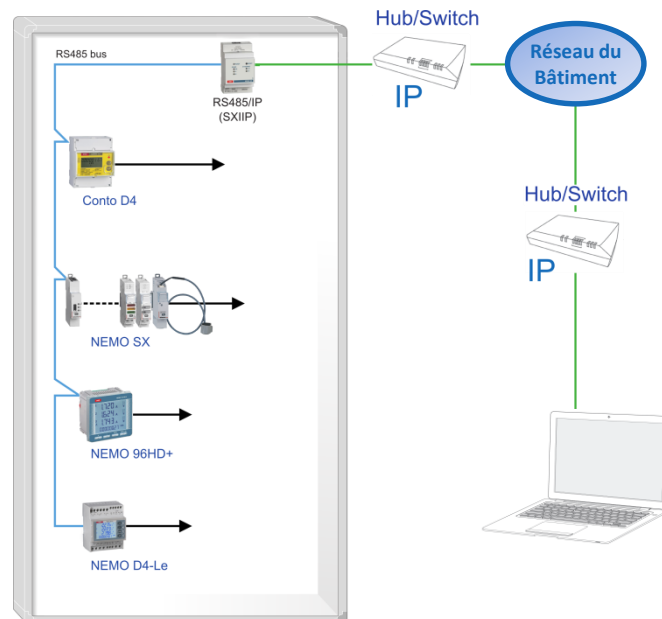 Hub/Switch
RS485 bus
Réseau du
Bâtiment
IP
RS485/IP
(SXIIP)
Conto D4
Hub/Switch
IP
NEMO SX
NEMO 96HD+
NEMO D4-Le